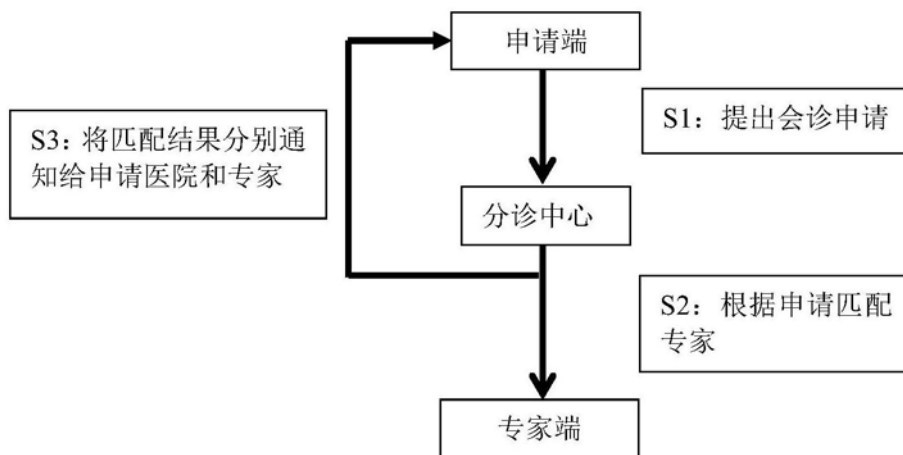 申请端
S1：提出会诊申请
S3：将匹配结果分别通
知给申请医院和专家
分诊中心
S2：根据申请匹配
专家
专家端